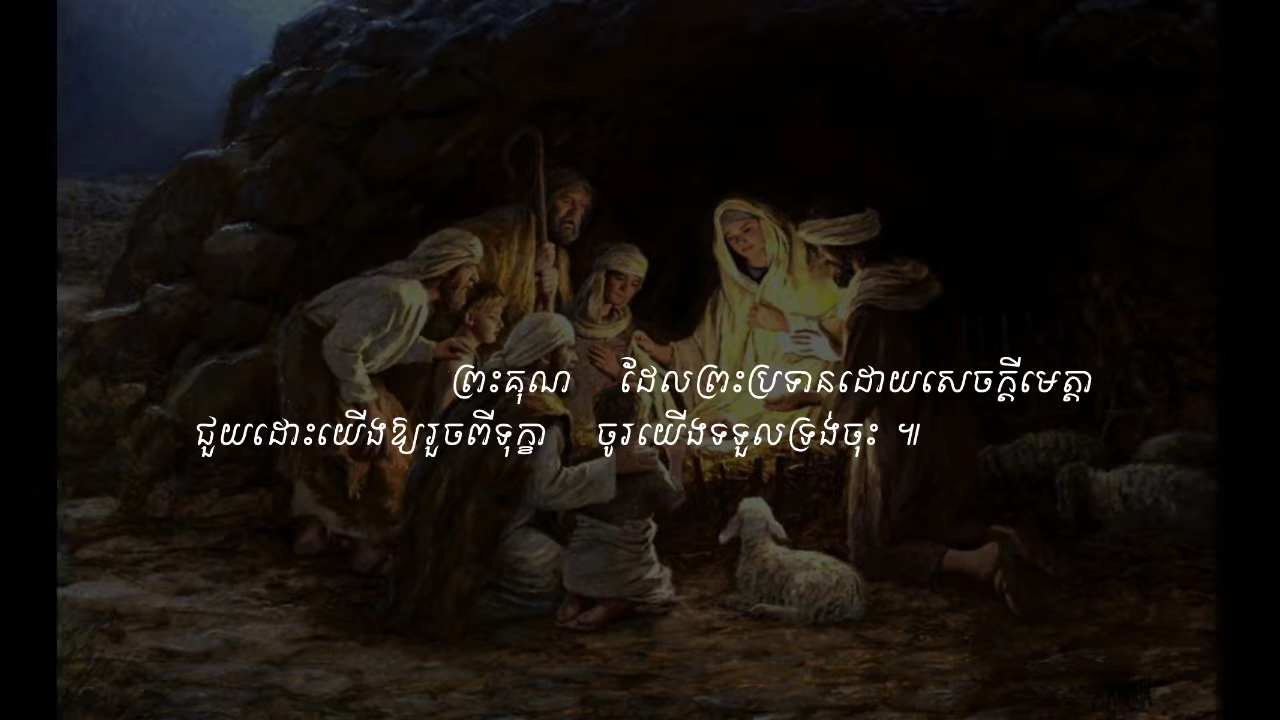 ព្រះគុណ ដែលព្រះប្រទានដោយសេចក្ដីមេត្តា
ជួយដោះយើងឱ្យរួចពីទុក្ខា ចូរយើងទទួលទ្រង់ចុះ ៕